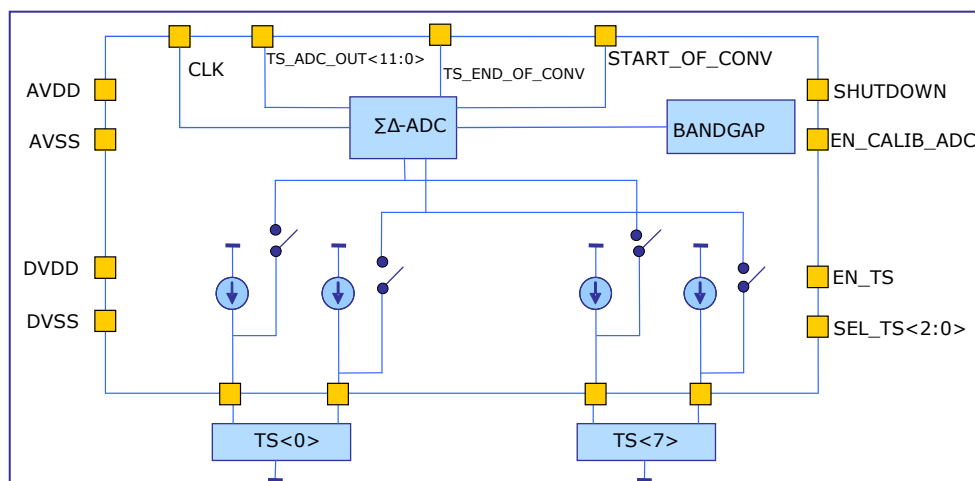 CLK
TS_ADC_OUT<11:0>
TS_END_OF_CONV
START_OF_CONV
AVDD
SHUTDOWN
AVSS
ΣΔ-ADC
BANDGAP
EN_CALIB_ADC
DVDD
EN_TS
DVSS
SEL_TS<2:0>
TS<0>
TS<7>